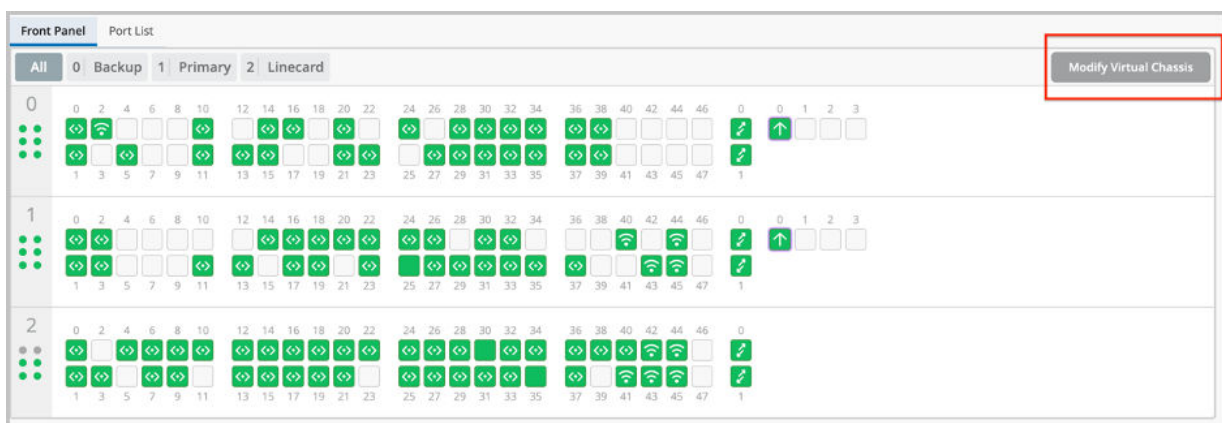 Front Panel Port List
All 0 Backup 1 Primary 2 Linecard Modify Virtual Chassis
0 0 2 4 6 8 10 12 14 16 18 20 22 24 26 28 30 32 34 36 38 40 42 44 46 0 0 1 2 3
1 3 5 7 9 11 13 15 17 19 21 23 25 27 29 31 33 35 37 39 41 43 45 47 1
1 0 2 4 6 8 10 12 14 16 18 20 22 24 26 28 30 32 34 36 38 40 42 44 46 0 0 1 2 3
1 3 5 7 9 11 13 15 17 19 21 23 25 27 29 31 33 35 37 39 41 43 45 47 1
2 0 2 4 6 8 10 12 14 16 18 20 22 24 26 28 30 32 34 36 38 40 42 44 46 0
1 3 5 7 9 11 13 15 17 19 21 23 25 27 29 31 33 35 37 39 41 43 45 47 1